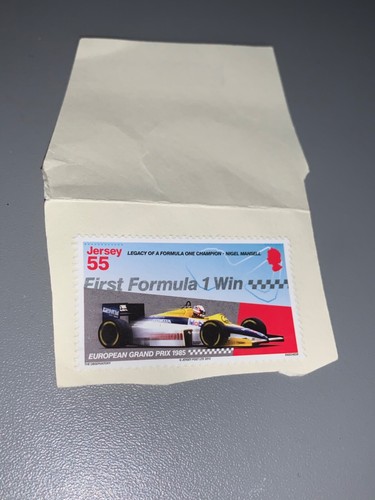 Jersey
55
LEGACY OF A FORMULA ONE CHAMPION - NIGEL MANSELL
First Formula 1 Win
EUROPEAN GRAND PRIX 1985